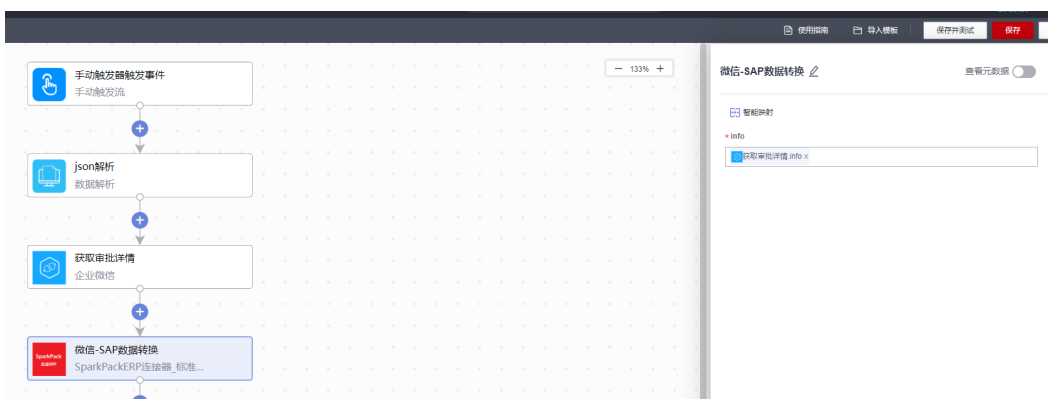 使用指南 导入模板 保存并测试 保存
手动触发器触发事件
手动触发流
json解析
数据解析
获取审批详情
企业微信
微信-SAP数据转换
SparkPackERP连接器_标准...
SparkPack
− 133% +
微信-SAP数据转换 查看元数据
智能映射
* info
获取审批详情.info x